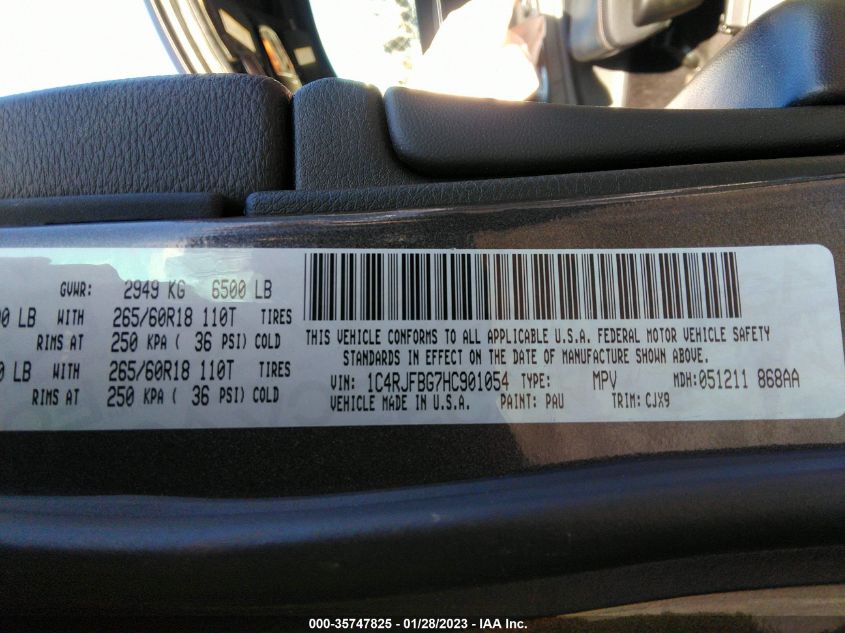 GVWR: 2949 KG 6500 LB
0 LB WITH 265/60R18 110T TIRES
RIMS AT 250 KPA ( 36 PSI) COLD
0 LB WITH 265/60R18 110T TIRES
RIMS AT 250 KPA ( 36 PSI) COLD
THIS VEHICLE CONFORMS TO ALL APPLICABLE U.S.A. FEDERAL MOTOR VEHICLE SAFETY
STANDARDS IN EFFECT ON THE DATE OF MANUFACTURE SHOWN ABOVE.
VIN: 1C4RJFBG7HC901054 TYPE: MPV MDH: 051211 868AA
VEHICLE MADE IN U.S.A. PAINT: PAU TRIM: CJX9
000-35747825 - 01/28/2023 - IAA Inc.